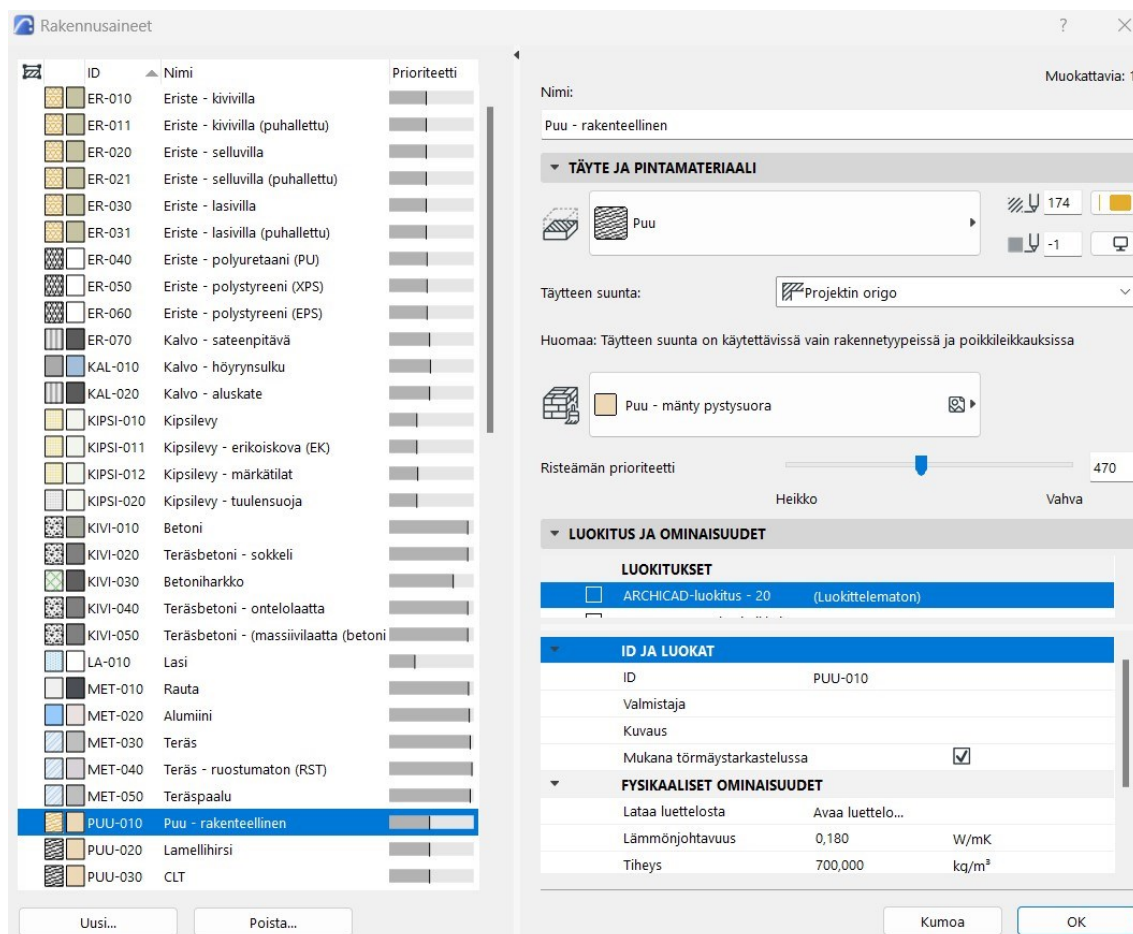 Rakennusaineet
ID Nimi Prioriteetti
ER-010 Eriste - kivivilla
ER-011 Eriste - kivivilla (puhallettu)
ER-020 Eriste - selluvilla
ER-021 Eriste - selluvilla (puhallettu)
ER-030 Eriste - lasivilla
ER-031 Eriste - lasivilla (puhallettu)
ER-040 Eriste - polyuretaani (PU)
ER-050 Eriste - polystyreeni (XPS)
ER-060 Eriste - polystyreeni (EPS)
ER-070 Kalvo - sateenpitävä
KAL-010 Kalvo - höyrynsulku
KAL-020 Kalvo - aluskate
KIPSI-010 Kipsilevy
KIPSI-011 Kipsilevy - erikoiskova (EK)
KIPSI-012 Kipsilevy - märkätilat
KIPSI-020 Kipsilevy - tuulensuoja
KIVI-010 Betoni
KIVI-020 Teräsbetoni - sokkeli
KIVI-030 Betoniharkko
KIVI-040 Teräsbetoni - ontelolaatta
KIVI-050 Teräsbetoni - (massiivilaatta (betoni
LA-010 Lasi
MET-010 Rauta
MET-020 Alumiini
MET-030 Teräs
MET-040 Teräs - ruostumaton (RST)
MET-050 Teräspaalu
PUU-010 Puu - rakenteellinen
PUU-020 Lamellihirsi
PUU-030 CLT
Uusi... Poista...
Muokattavia: 1
Nimi:
Puu - rakenteellinen
TÄYTE JA PINTAMATERIAALI
Puu
174
-1
Täytteen suunta: Projektin origo
Huomaa: Täytteen suunta on käytettävissä vain rakennetyypeissä ja poikkileikkauksissa
Puu - mänty pystysuora
Risteämän prioriteetti 470
Heikko Vahva
LUOKITUS JA OMINAISUUDET
LUOKITUKSET
ARCHICAD-luokitus - 20 (Luokittelematon)
ID JA LUOKAT
ID PUU-010
Valmistaja
Kuvaus
Mukana törmäystarkastelussa
FYSIKAALISET OMINAISUUDET
Lataa luettelosta Avaa luettelo...
Lämmönjohtavuus 0,180 W/mK
Tiheys 700,000 kg/m³
Kumoa OK